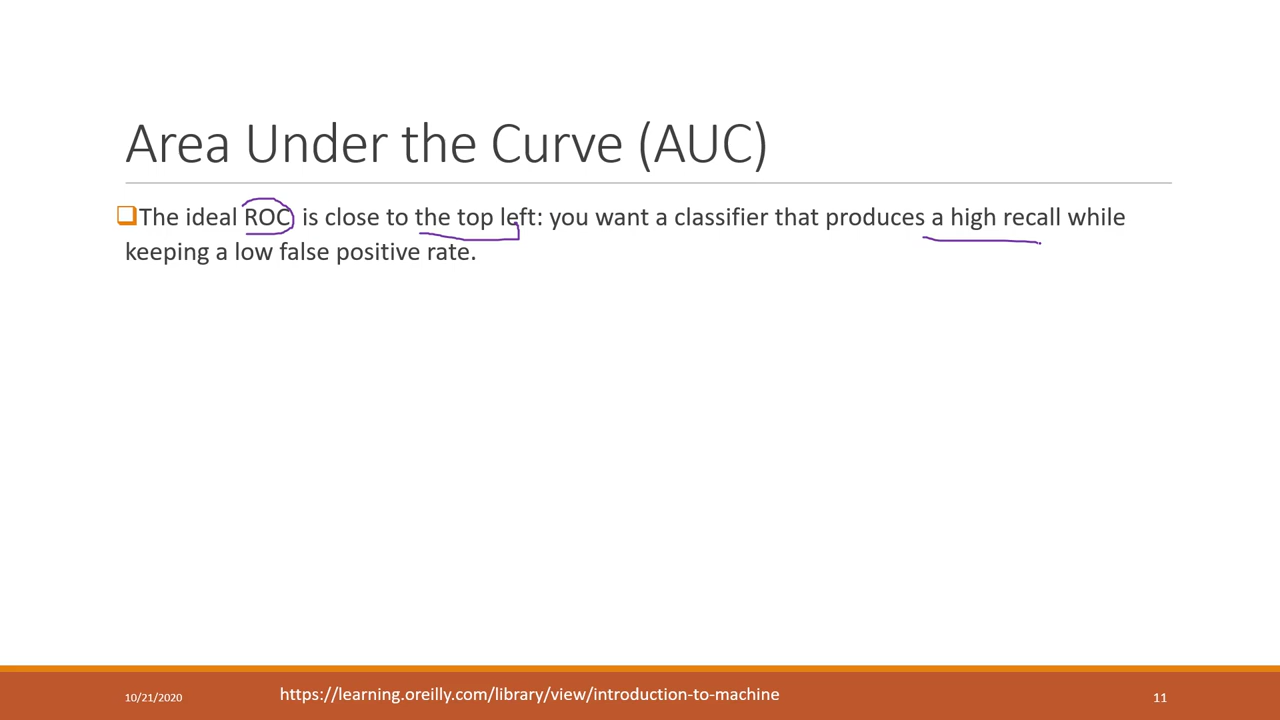 Area Under the Curve (AUC)
The ideal ROC is close to the top left: you want a classifier that produces a high recall while
keeping a low false positive rate.
10/21/2020
https://learning.oreilly.com/library/view/introduction-to-machine
11